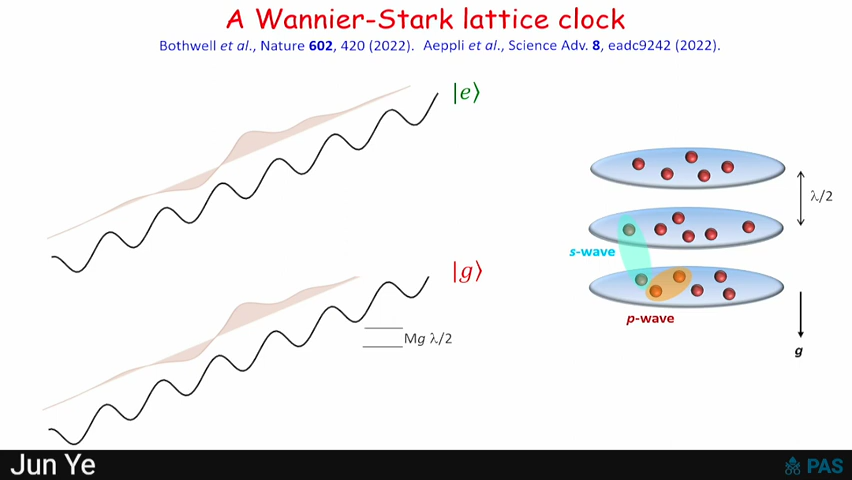 A Wannier-Stark lattice clock
Bothwell et al., Nature 602, 420 (2022). Aeppli et al., Science Adv. 8, eadc9242 (2022).
|e⟩
λ/2
s-wave
|g⟩
p-wave
Mg λ/2
g
Jun Ye
PAS